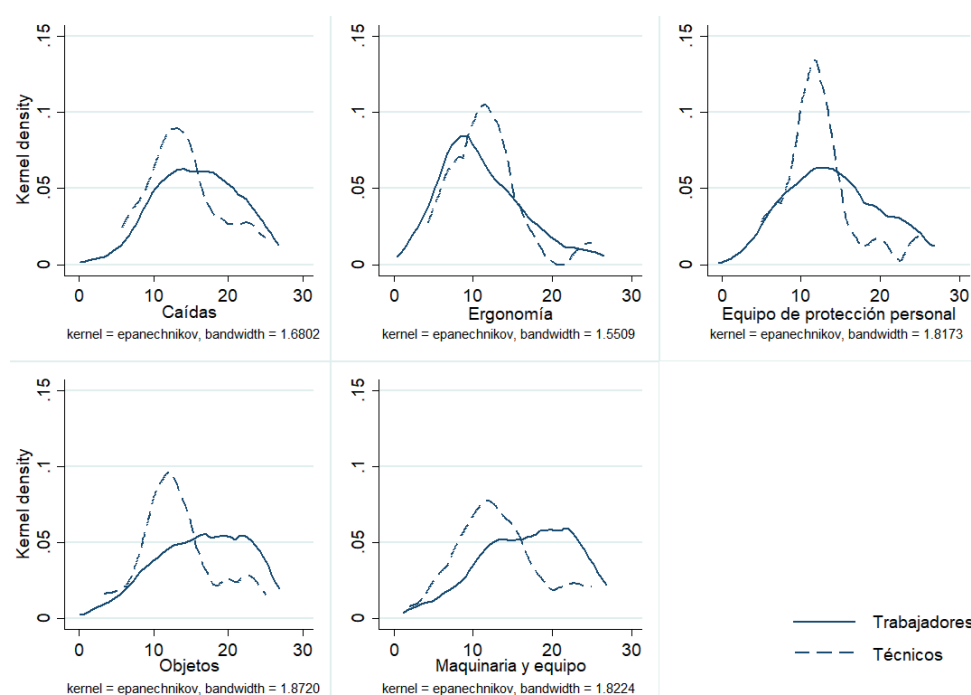 Kernel density
.15
.1
.05
0
0 10 20 30
Caídas
kernel = epanechnikov, bandwidth = 1.6802
.15
.1
.05
0
0 10 20 30
Ergonomía
kernel = epanechnikov, bandwidth = 1.5509
.15
.1
.05
0
0 10 20 30
Equipo de protección personal
kernel = epanechnikov, bandwidth = 1.8173
Kernel density
.15
.1
.05
0
0 10 20 30
Objetos
kernel = epanechnikov, bandwidth = 1.8720
.15
.1
.05
0
0 10 20 30
Maquinaria y equipo
kernel = epanechnikov, bandwidth = 1.8224
Trabajadores
Técnicos